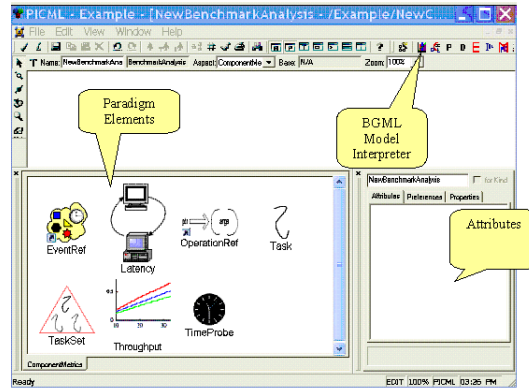 PICML - Example - [NewBenchmarkAnalysis - /Example/NewC
File Edit View Window Help
Name: NewBenchmarkAna BenchmarkAnalysis Aspect: ComponentMe Base: N/A Zoom: 100%
Paradigm
Elements
BGML
Model
Interpreter
NewBenchmarkAnalysis for Kind
Attributes Preferences Properties
Attributes
EventRef
Latency
OperationRef
Task
TaskSet
Throughput
TimeProbe
ComponentMetrics
Ready
EDIT 100% PICML 03:26 PM